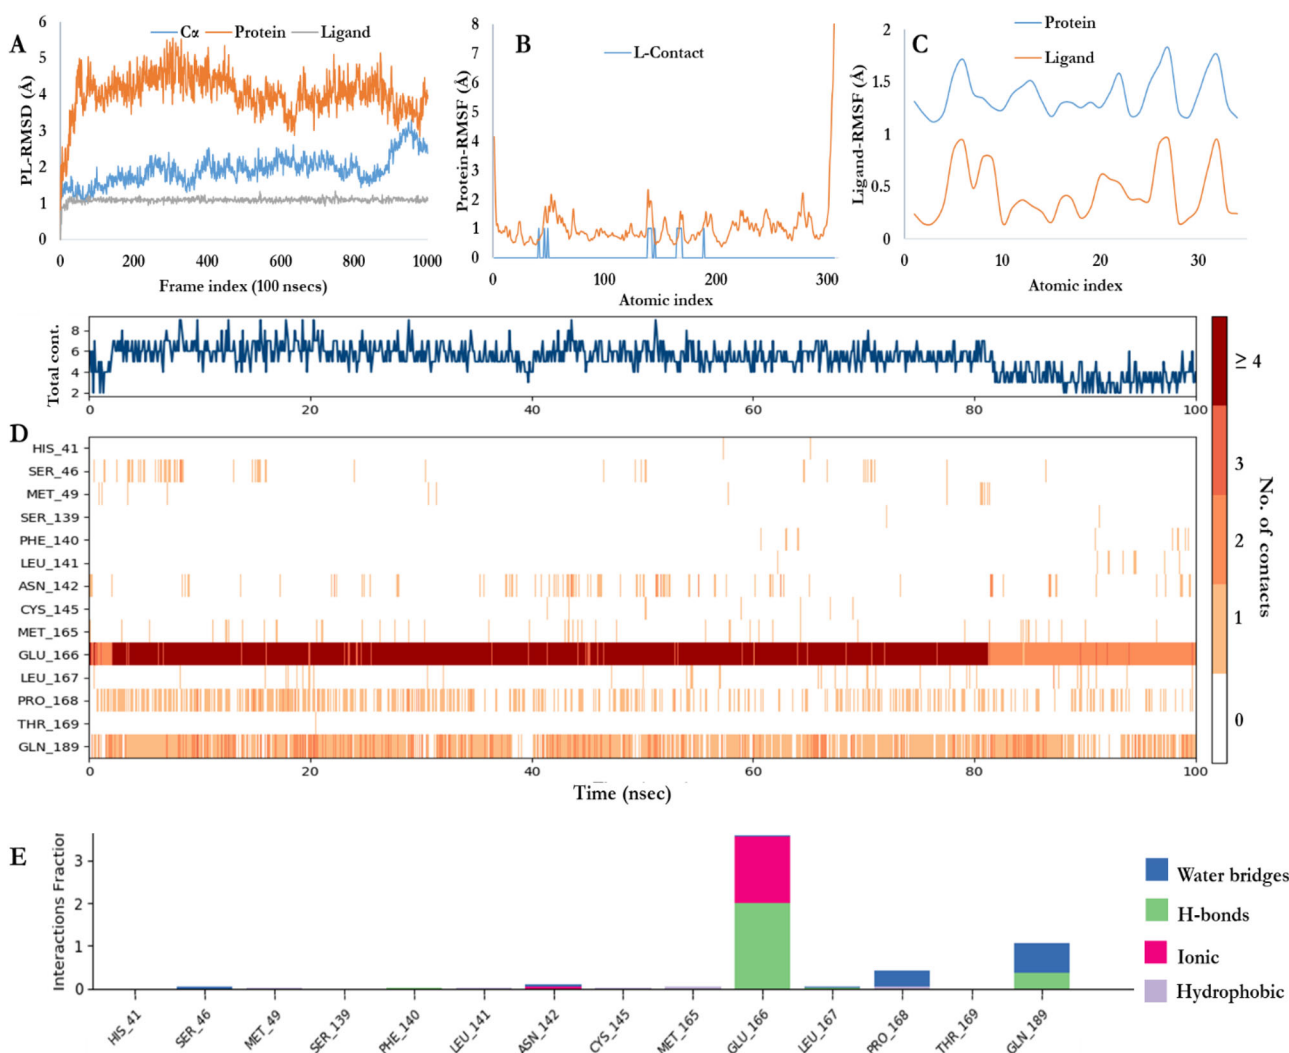 A
B
C
6
5
4
3
2
1
0
PL-RMSD (Å)
Cα Protein Ligand
0 200 400 600 800 1000
Frame index (100 nsecs)
8
7
6
5
4
3
2
1
0
Protein-RMSF (Å)
L-Contact
0 100 200 300
Atomic index
2
1.5
1
0.5
0
Ligand-RMSF (Å)
Protein
Ligand
0 10 20 30
Atomic index
Total cont.
8
6
4
2
0 20 40 60 80 100
D
HIS_41
SER_46
MET_49
SER_139
PHE_140
LEU_141
ASN_142
CYS_145
MET_165
GLU_166
LEU_167
PRO_168
THR_169
GLN_189
0 20 40 60 80 100
Time (nsec)
≥ 4
3
2
1
0
No. of contacts
E
Interactions Fraction
3
2
1
0
HIS_41 SER_46 MET_49 SER_139 PHE_140 LEU_141 ASN_142 CYS_145 MET_165 GLU_166 LEU_167 PRO_168 THR_169 GLN_189
Water bridges
H-bonds
Ionic
Hydrophobic